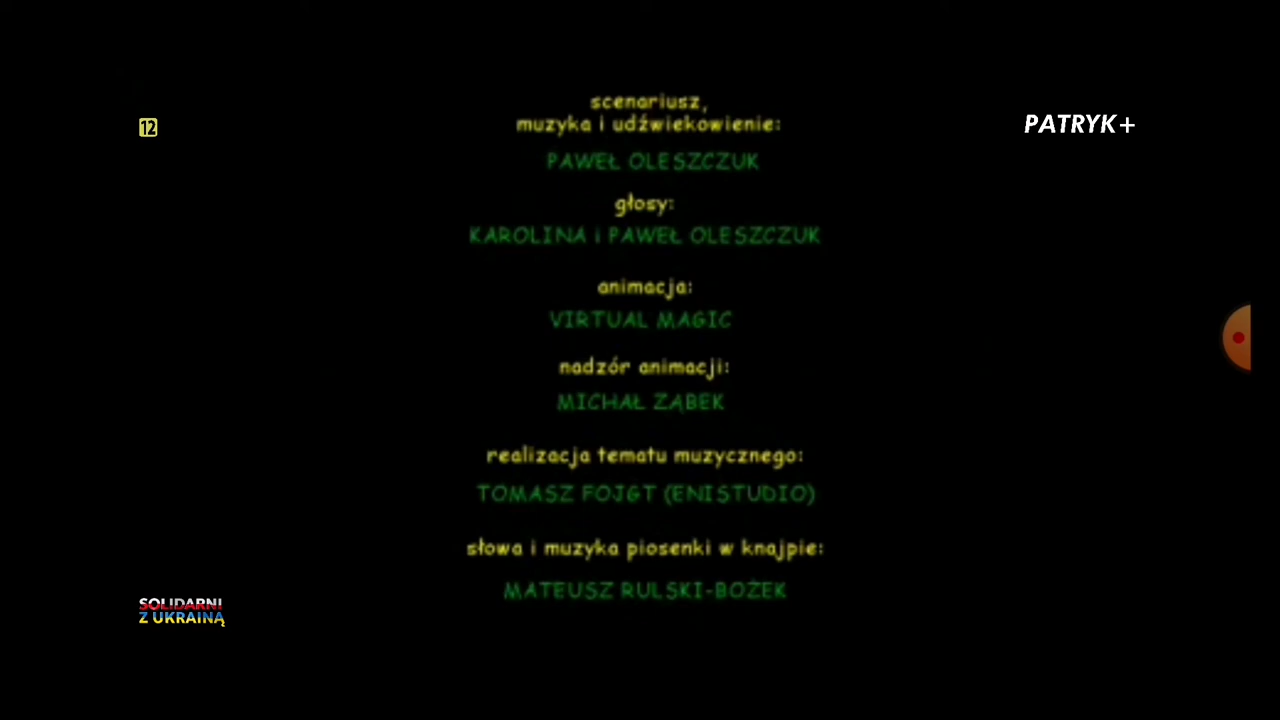 12
PATRYK+
scenariusz,
muzyka i udźwiekowienie:
PAWEŁ OLESZCZUK
głosy:
KAROLINA i PAWEŁ OLESZCZUK
animacja:
VIRTUAL MAGIC
nadzór animacji:
MICHAŁ ZĄBEK
realizacja tematu muzycznego:
TOMASZ FOJGT (ENISTUDIO)
słowa i muzyka piosenki w knajpie:
MATEUSZ RULSKI-BOŻEK
SOLIDARNI
Z UKRAINĄ